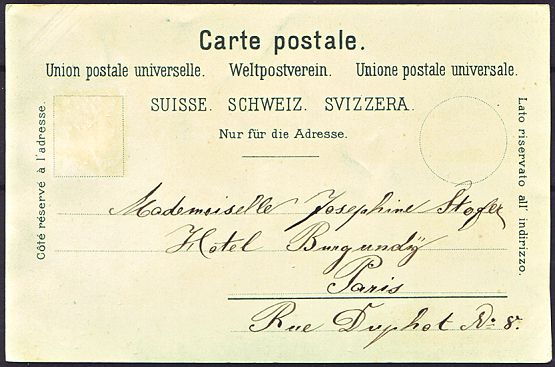 Carte postale.
Union postale universelle. Weltpostverein. Unione postale universale.
SUISSE. SCHWEIZ. SVIZZERA.
Nur für die Adresse.
Côté réservé à l'adresse.
Lato riservato all' indirizzo.
Mademoiselle Josephine Stofer
Hotel Burgundÿ
Paris
Rue Duphot No. 8.